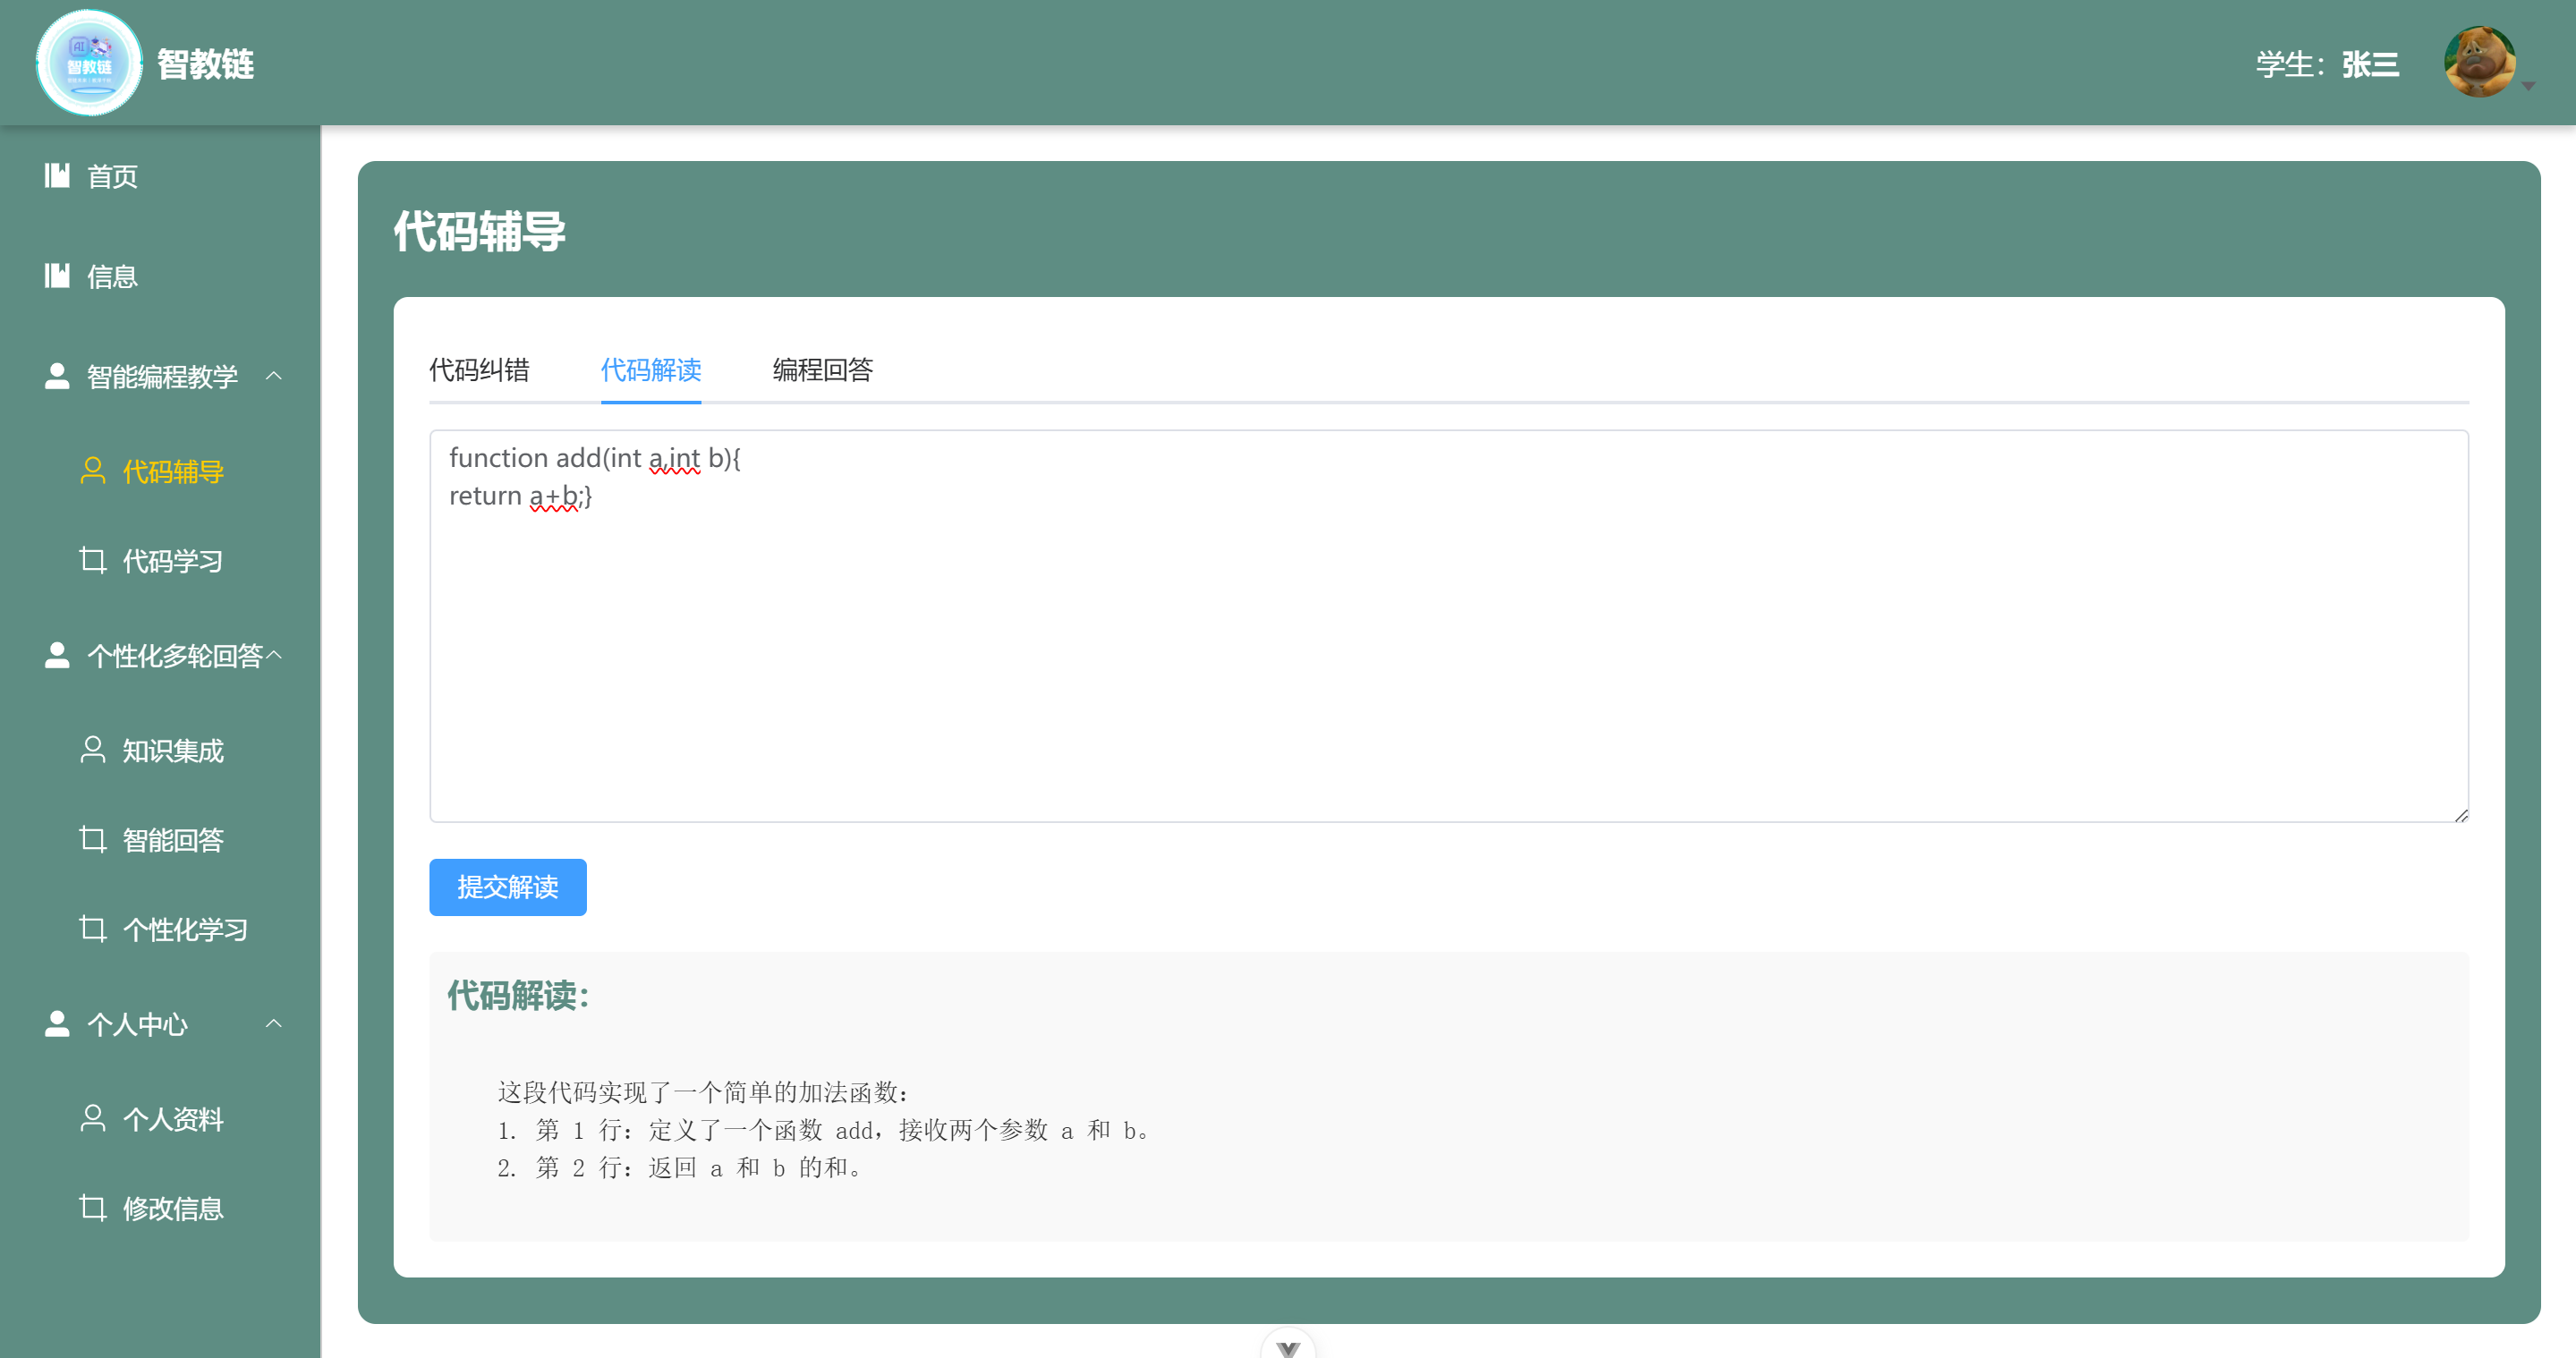 AI
智教链
智教链
学生：张三
首页
信息
智能编程教学
代码辅导
代码学习
个性化多轮回答
知识集成
智能回答
个性化学习
个人中心
个人资料
修改信息
代码辅导
代码纠错 代码解读 编程回答
function add(int a,int b){
return a+b;}
提交解读
代码解读：
这段代码实现了一个简单的加法函数：
1. 第 1 行：定义了一个函数 add，接收两个参数 a 和 b。
2. 第 2 行：返回 a 和 b 的和。